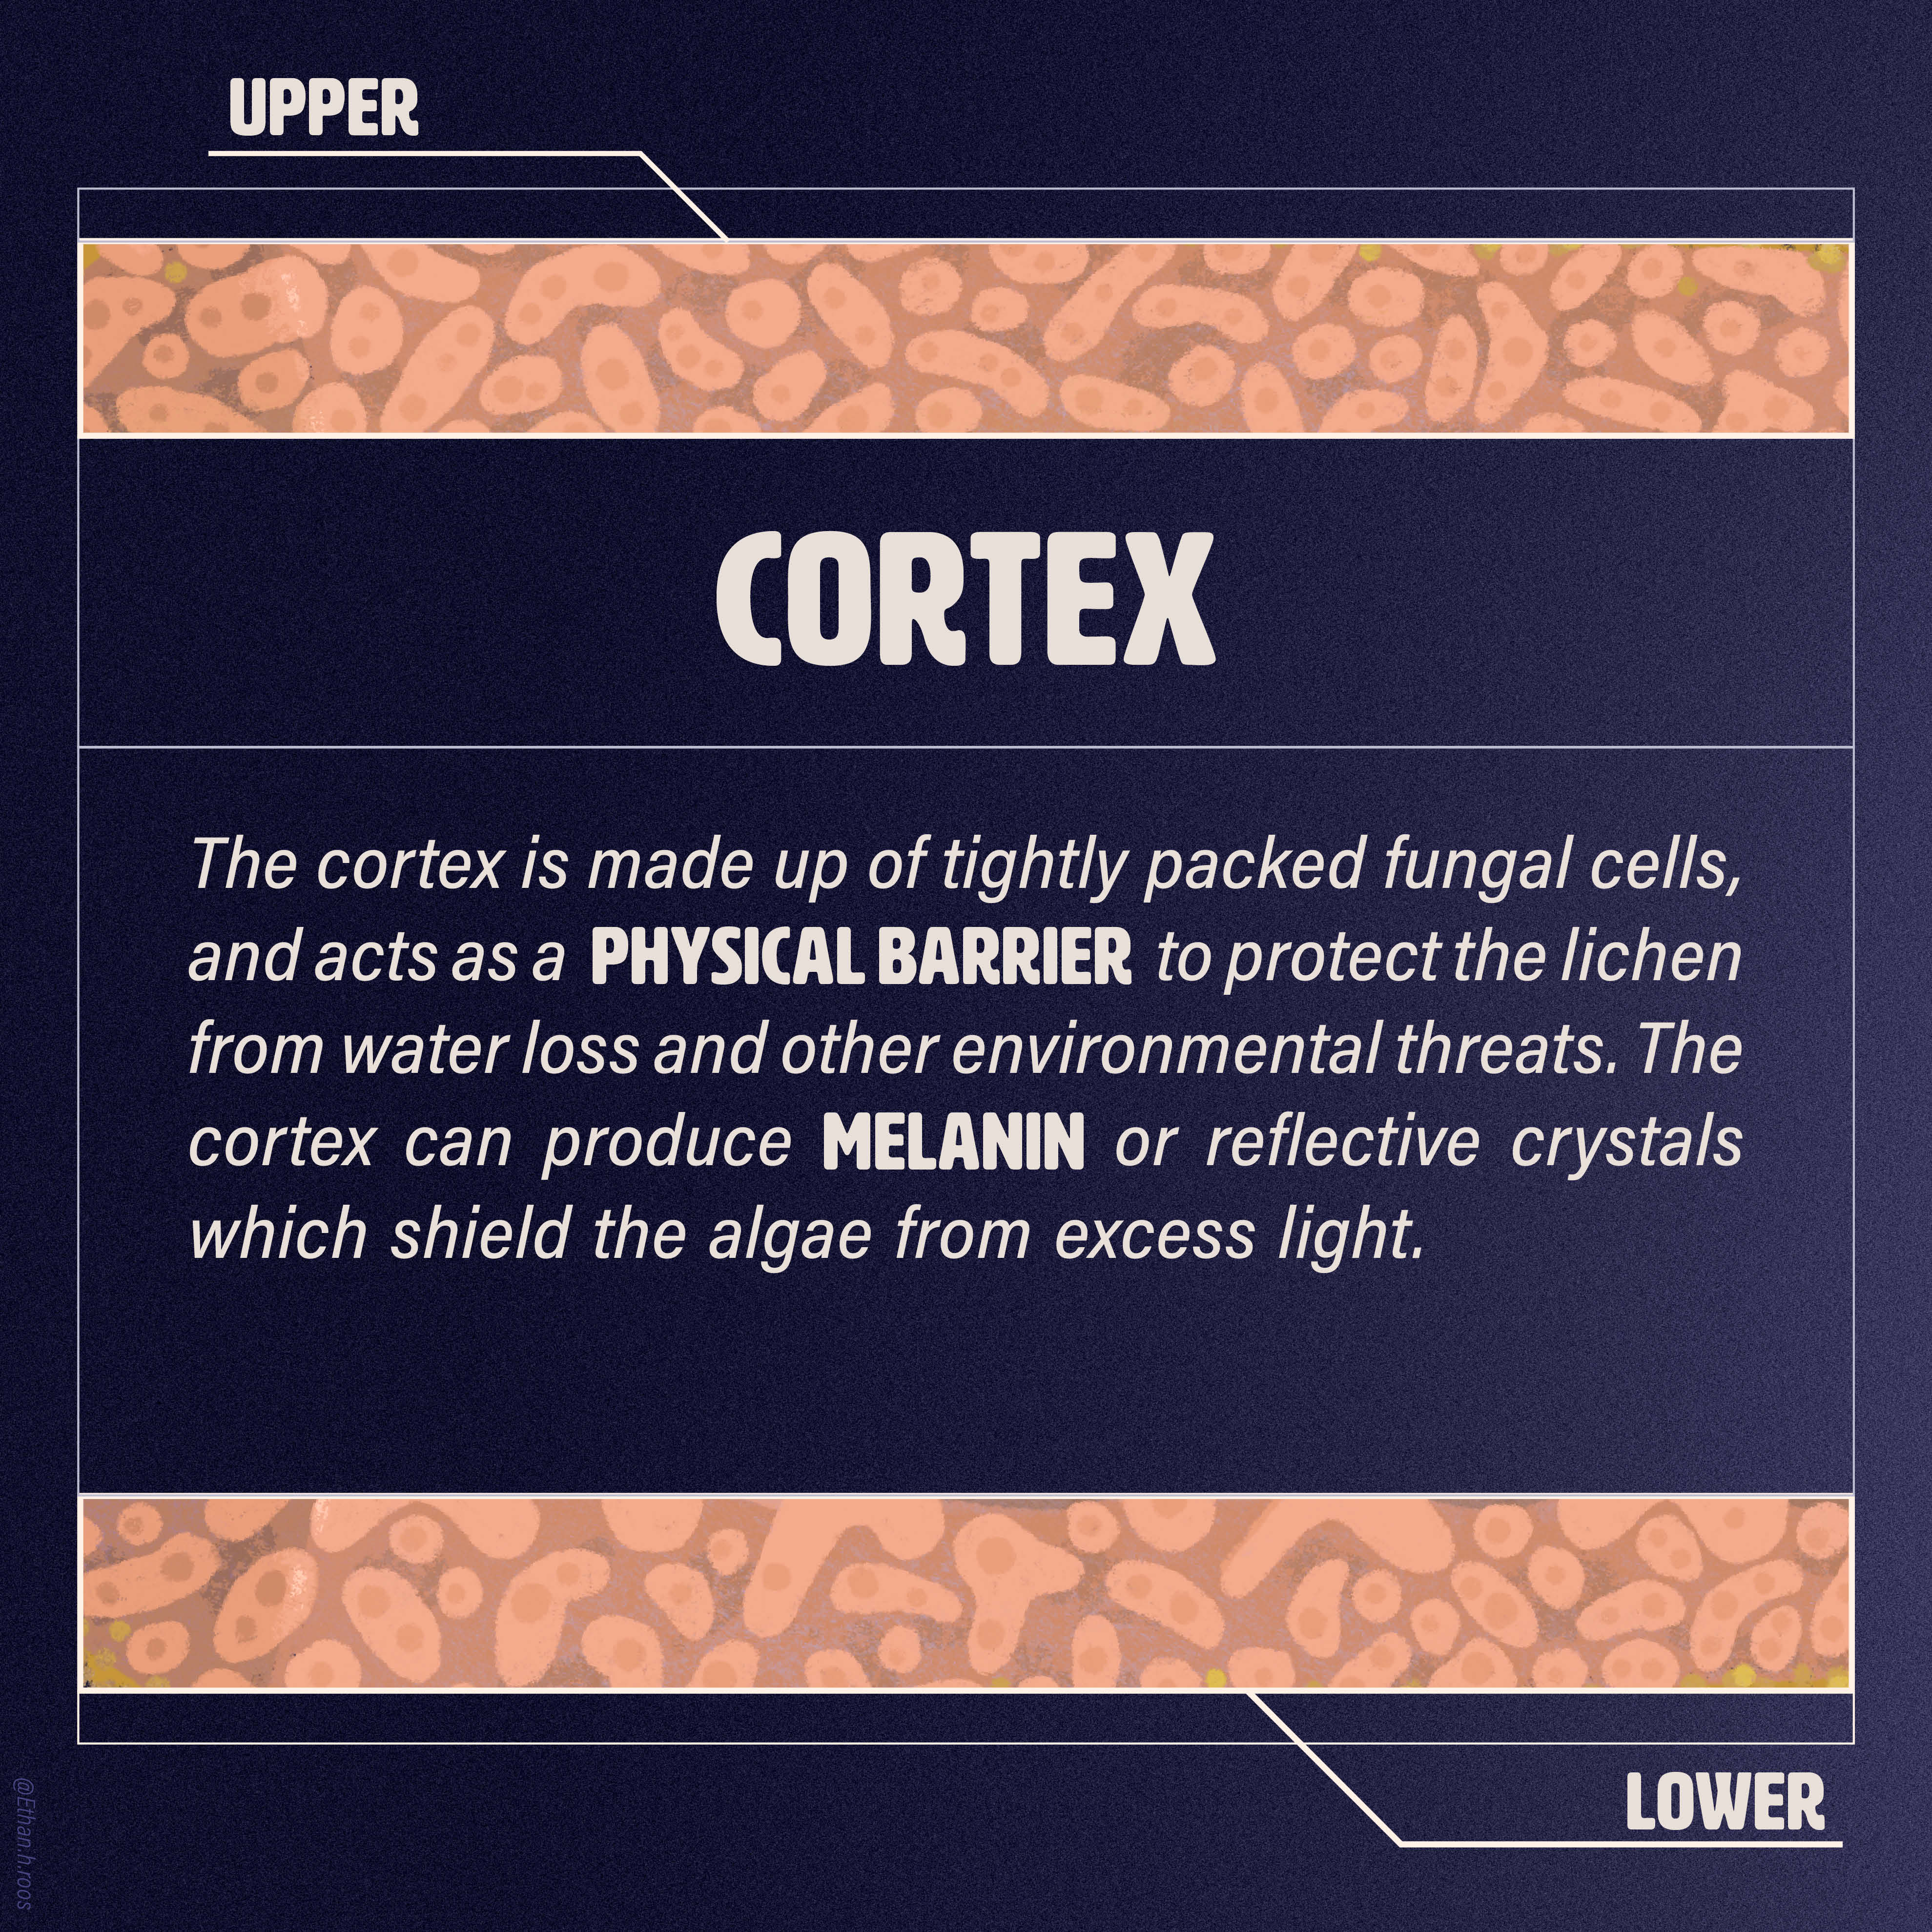 UPPER
CORTEX
The cortex is made up of tightly packed fungal cells,
and acts as a PHYSICAL BARRIER to protect the lichen
from water loss and other environmental threats. The
cortex can produce MELANIN or reflective crystals
which shield the algae from excess light.
LOWER
@Ethan.h.roos